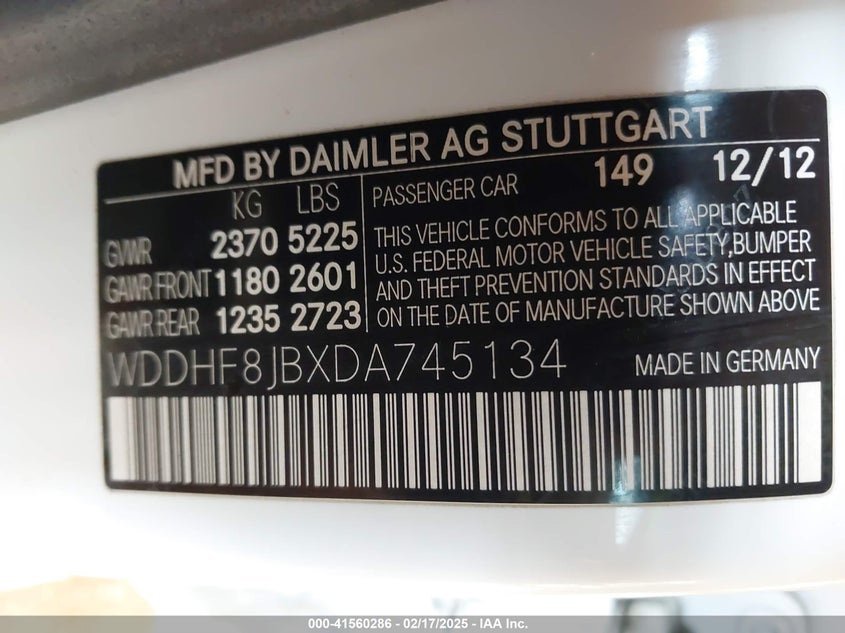 MFD BY DAIMLER AG STUTTGART
KG LBS
GVWR 2370 5225
GAWR FRONT 1180 2601
GAWR REAR 1235 2723
PASSENGER CAR 149 12/12
THIS VEHICLE CONFORMS TO ALL APPLICABLE
U.S. FEDERAL MOTOR VEHICLE SAFETY,BUMPER
AND THEFT PREVENTION STANDARDS IN EFFECT
ON THE DATE OF MANUFACTURE SHOWN ABOVE
WDDHF8JBXDA745134 MADE IN GERMANY
000-41560286 - 02/17/2025 - IAA Inc.